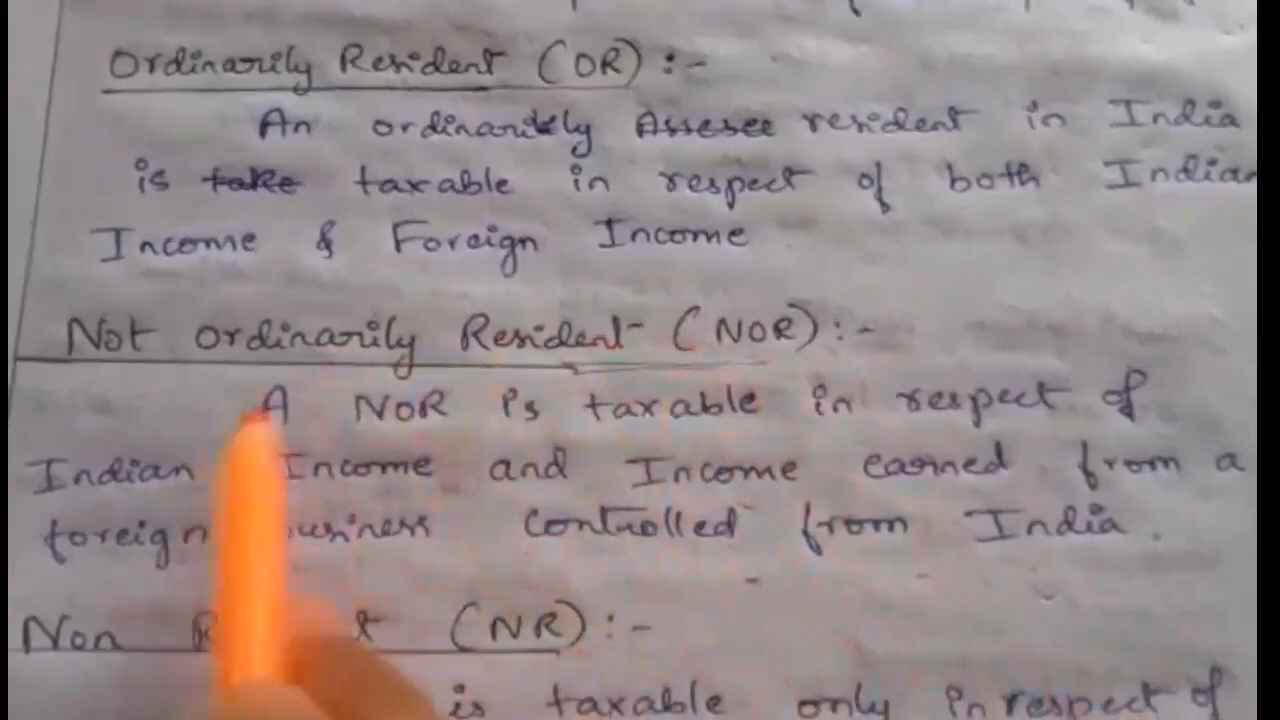 Ordinarily Resident (OR) :-
An ordinarily Assesee resident in India
is take taxable in respect of both Indian
Income & Foreign Income
Not Ordinarily Resident (NOR) :-
A NOR is taxable in respect of
Indian Income and Income earned from a
foreign business controlled from India.
Non (NR) :-
is taxable only in respect of